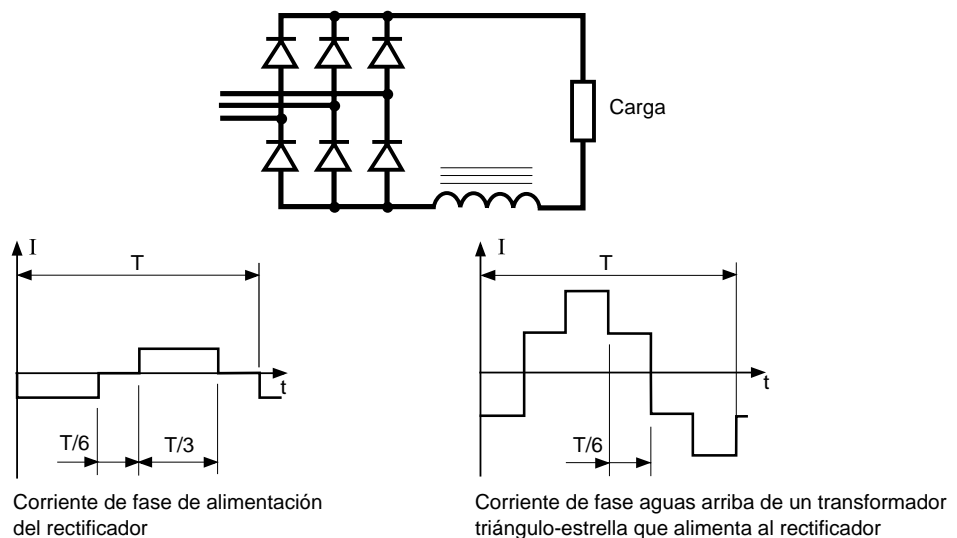 Carga
I
T
t
T/6
T/3
Corriente de fase de alimentación
del rectificador
I
T
t
T/6
Corriente de fase aguas arriba de un transformador
triángulo-estrella que alimenta al rectificador